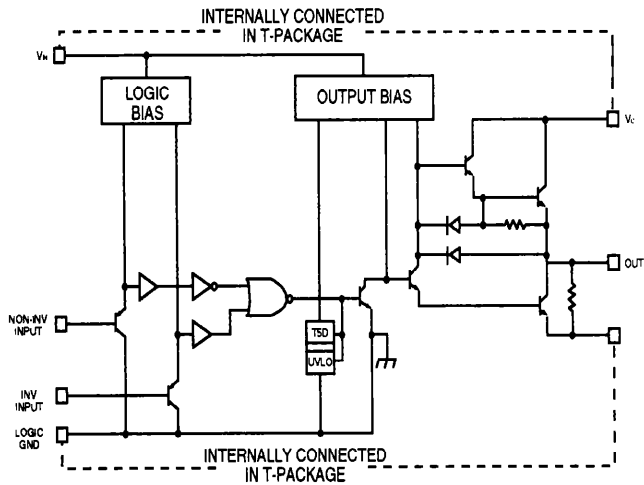 INTERNALLY CONNECTED
IN T-PACKAGE
VIN
LOGIC
BIAS
OUTPUT BIAS
VC
OUT
NON-INV
INPUT
TSD
UVLO
INV
INPUT
LOGIC
GND
INTERNALLY CONNECTED
IN T-PACKAGE